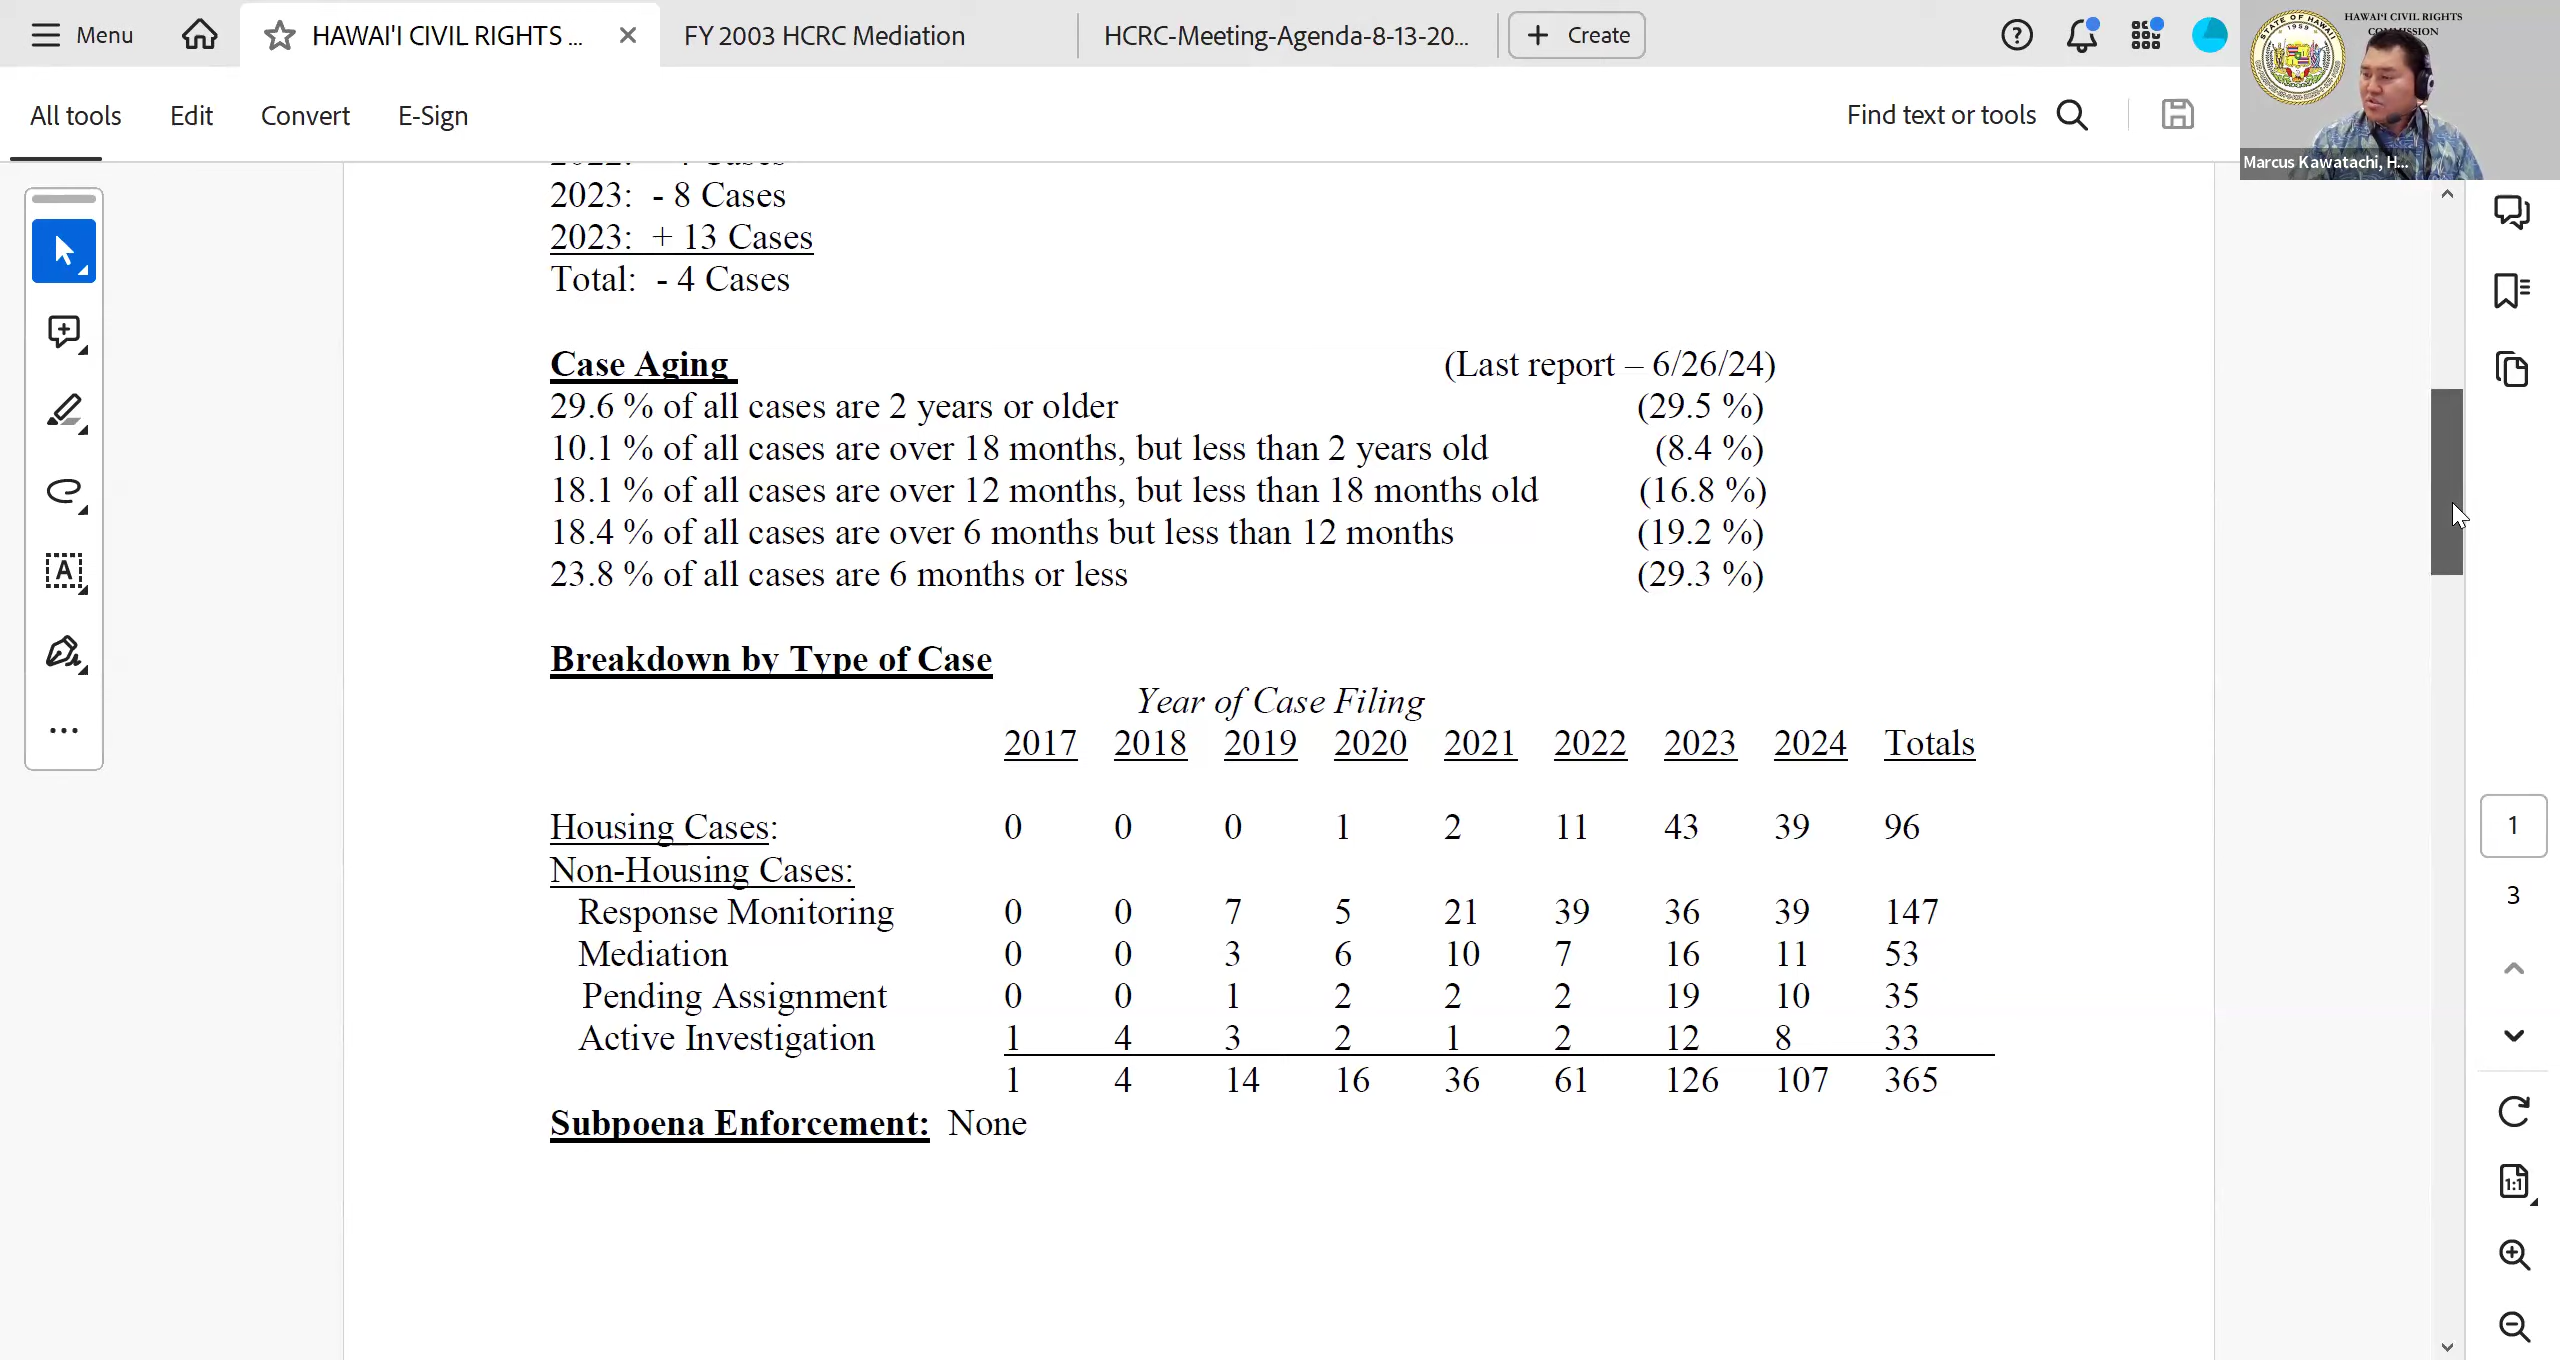 Menu
HAWAI'I CIVIL RIGHTS ...
FY 2003 HCRC Mediation
HCRC-Meeting-Agenda-8-13-20...
Create
HAWAIʻI CIVIL RIGHTS
COMMISSION
STATE OF HAWAII
1959
Marcus Kawatachi, H...
All tools
Edit
Convert
E-Sign
Find text or tools
2023: - 8 Cases
2023: + 13 Cases
Total: - 4 Cases
Case Aging (Last report – 6/26/24)
29.6 % of all cases are 2 years or older (29.5 %)
10.1 % of all cases are over 18 months, but less than 2 years old (8.4 %)
18.1 % of all cases are over 12 months, but less than 18 months old (16.8 %)
18.4 % of all cases are over 6 months but less than 12 months (19.2 %)
23.8 % of all cases are 6 months or less (29.3 %)
Breakdown by Type of Case
Year of Case Filing
2017 2018 2019 2020 2021 2022 2023 2024 Totals
Housing Cases: 0 0 0 1 2 11 43 39 96
Non-Housing Cases:
Response Monitoring 0 0 7 5 21 39 36 39 147
Mediation 0 0 3 6 10 7 16 11 53
Pending Assignment 0 0 1 2 2 2 19 10 35
Active Investigation 1 4 3 2 1 2 12 8 33
1 4 14 16 36 61 126 107 365
Subpoena Enforcement: None
1
3
1:1